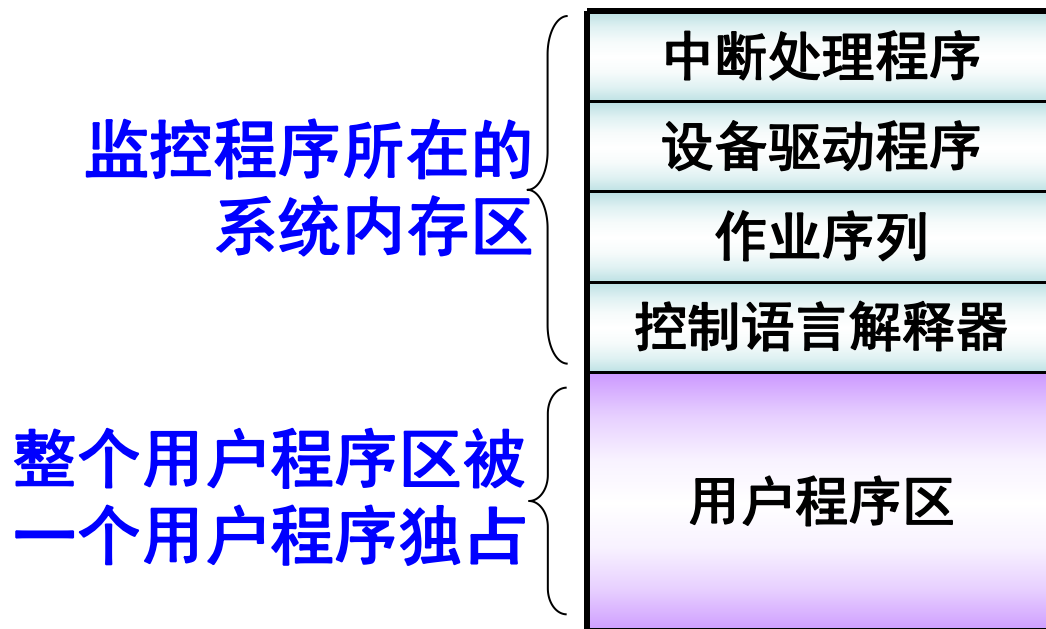 中断处理程序
监控程序所在的
系统内存区
设备驱动程序
作业序列
控制语言解释器
整个用户程序区被
一个用户程序独占
用户程序区